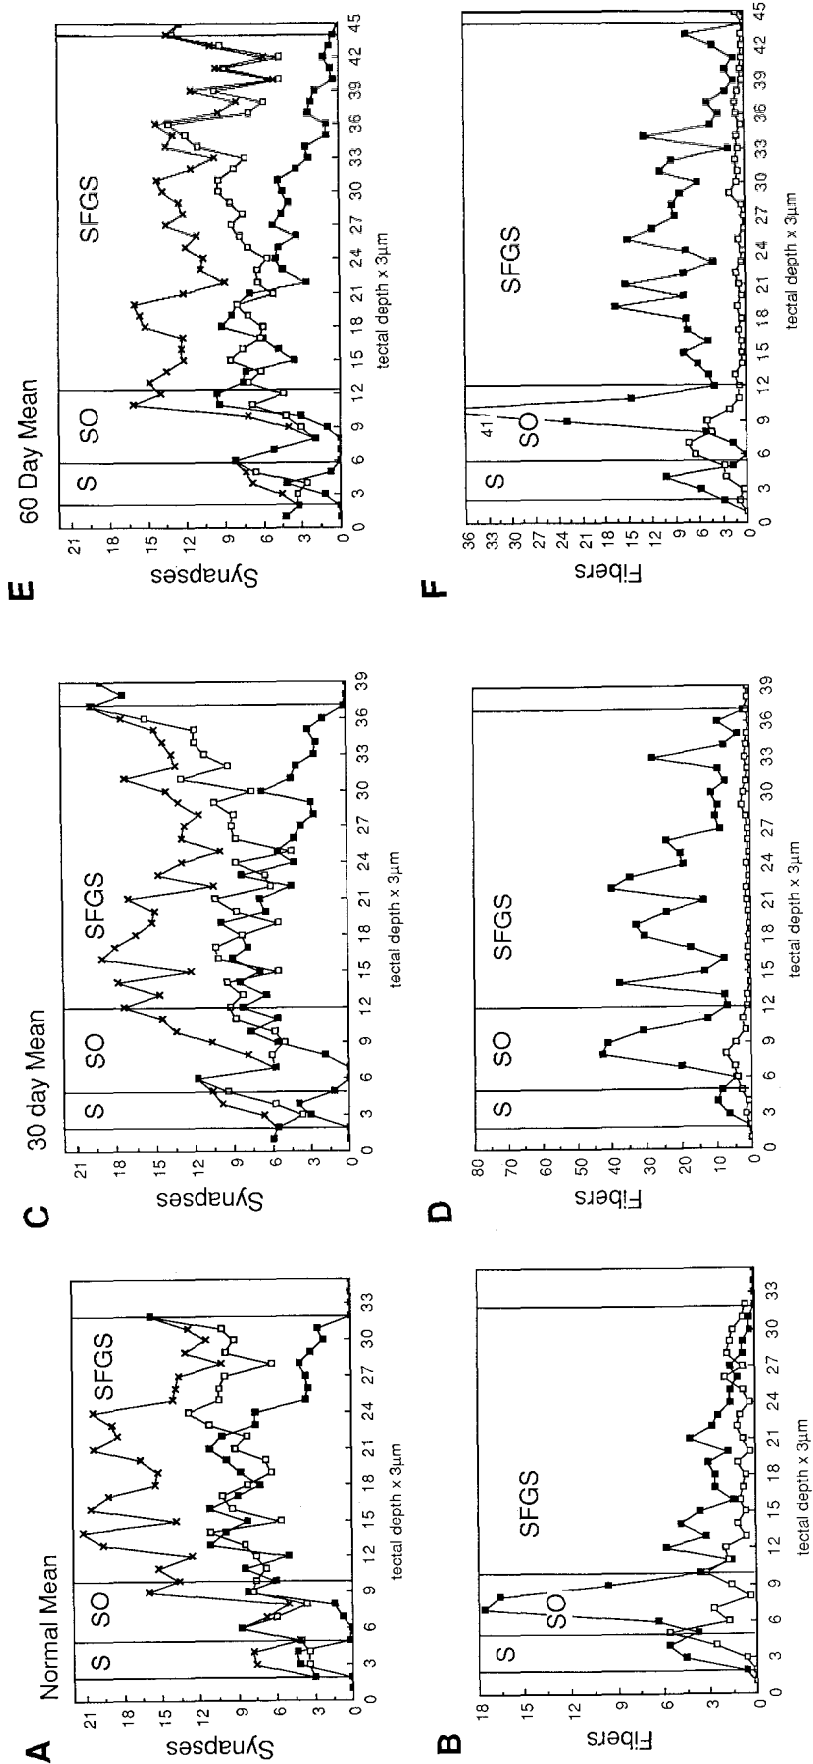 A
Normal Mean
S
SO
SFGS
Synapses
21
18
15
12
9
6
3
0
0 3 6 9 12 15 18 21 24 27 30 33
tectal depth x 3µm
B
S
SO
SFGS
Fibers
18
15
12
9
6
3
0
0 3 6 9 12 15 18 21 24 27 30 33
tectal depth x 3µm
C
30 day Mean
S
SO
SFGS
Synapses
21
18
15
12
9
6
3
0
0 3 6 9 12 15 18 21 24 27 30 33 36 39
tectal depth x 3µm
D
S
SO
SFGS
Fibers
80
70
60
50
40
30
20
10
0
0 3 6 9 12 15 18 21 24 27 30 33 36 39
tectal depth x 3µm
E
60 Day Mean
S
SO
SFGS
Synapses
21
18
15
12
9
6
3
0
0 3 6 9 12 15 18 21 24 27 30 33 36 39 42 45
tectal depth x 3µm
F
S
41
SO
SFGS
Fibers
36
33
30
27
24
21
18
15
12
9
6
3
0
0 3 6 9 12 15 18 21 24 27 30 33 36 39 42 45
tectal depth x 3µm